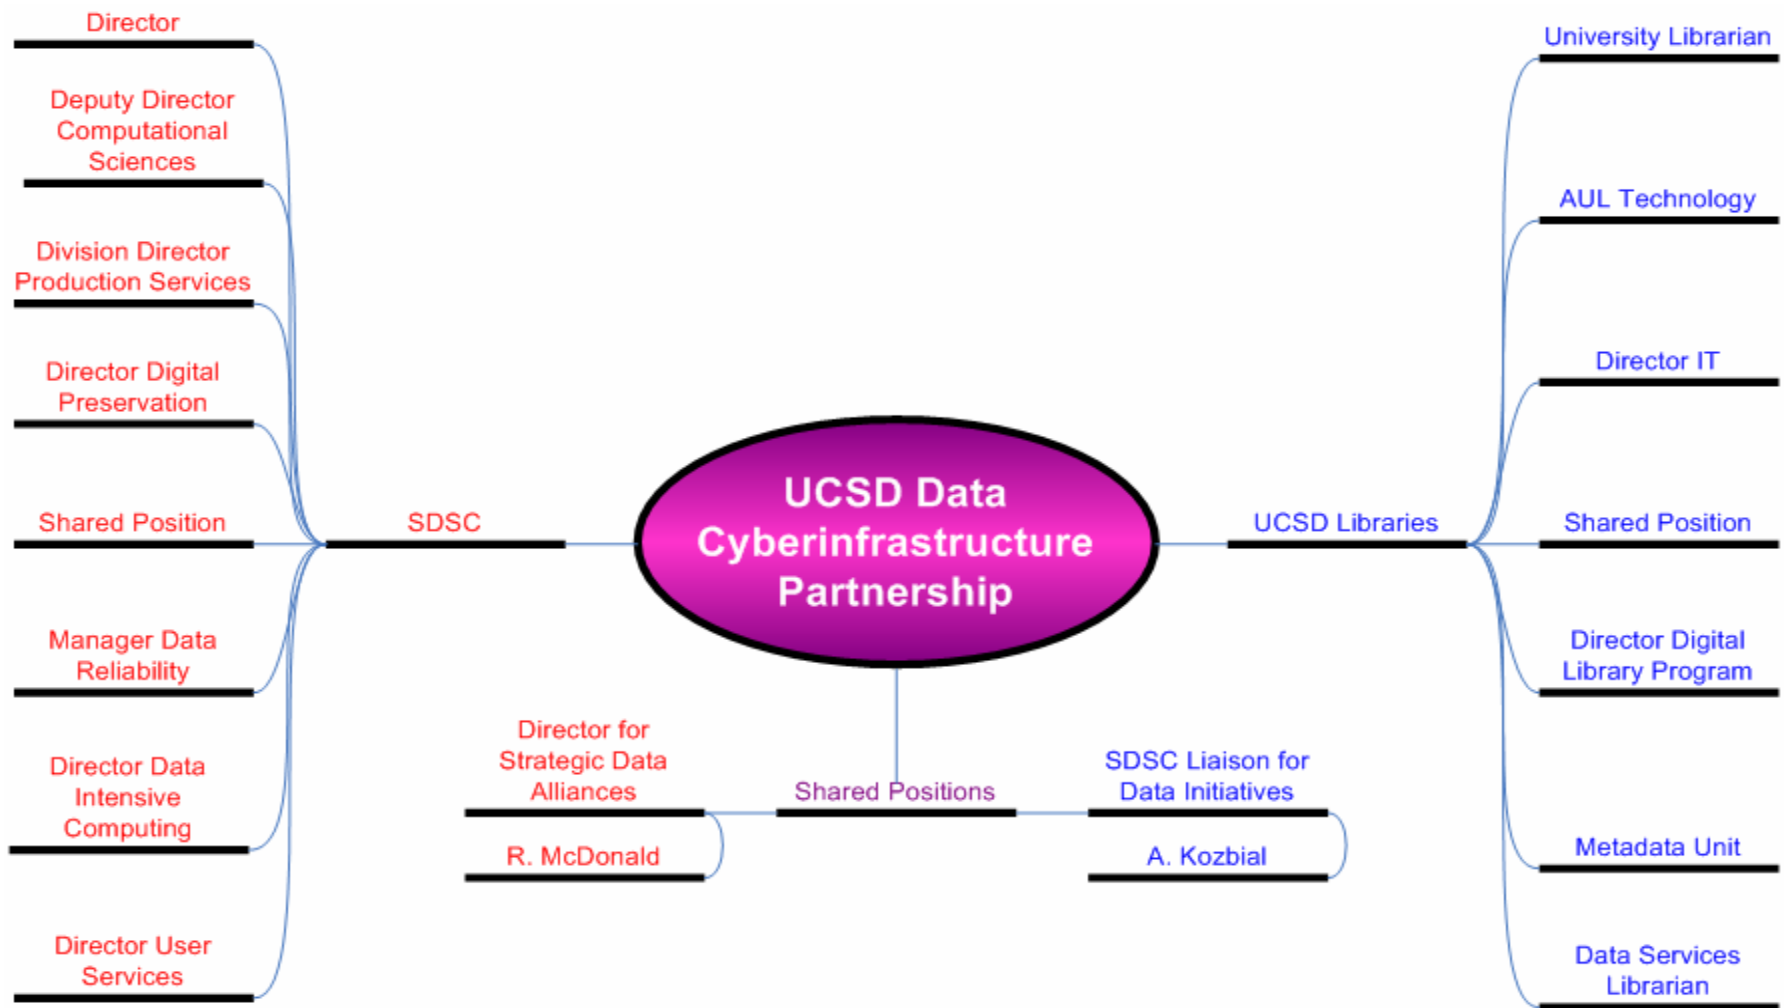 Director
Deputy Director
Computational
Sciences
Division Director
Production Services
Director Digital
Preservation
Shared Position
Manager Data
Reliability
Director Data
Intensive
Computing
Director User
Services
SDSC
UCSD Data
Cyberinfrastructure
Partnership
Director for
Strategic Data
Alliances
R. McDonald
Shared Positions
SDSC Liaison for
Data Initiatives
A. Kozbial
UCSD Libraries
University Librarian
AUL Technology
Director IT
Shared Position
Director Digital
Library Program
Metadata Unit
Data Services
Librarian